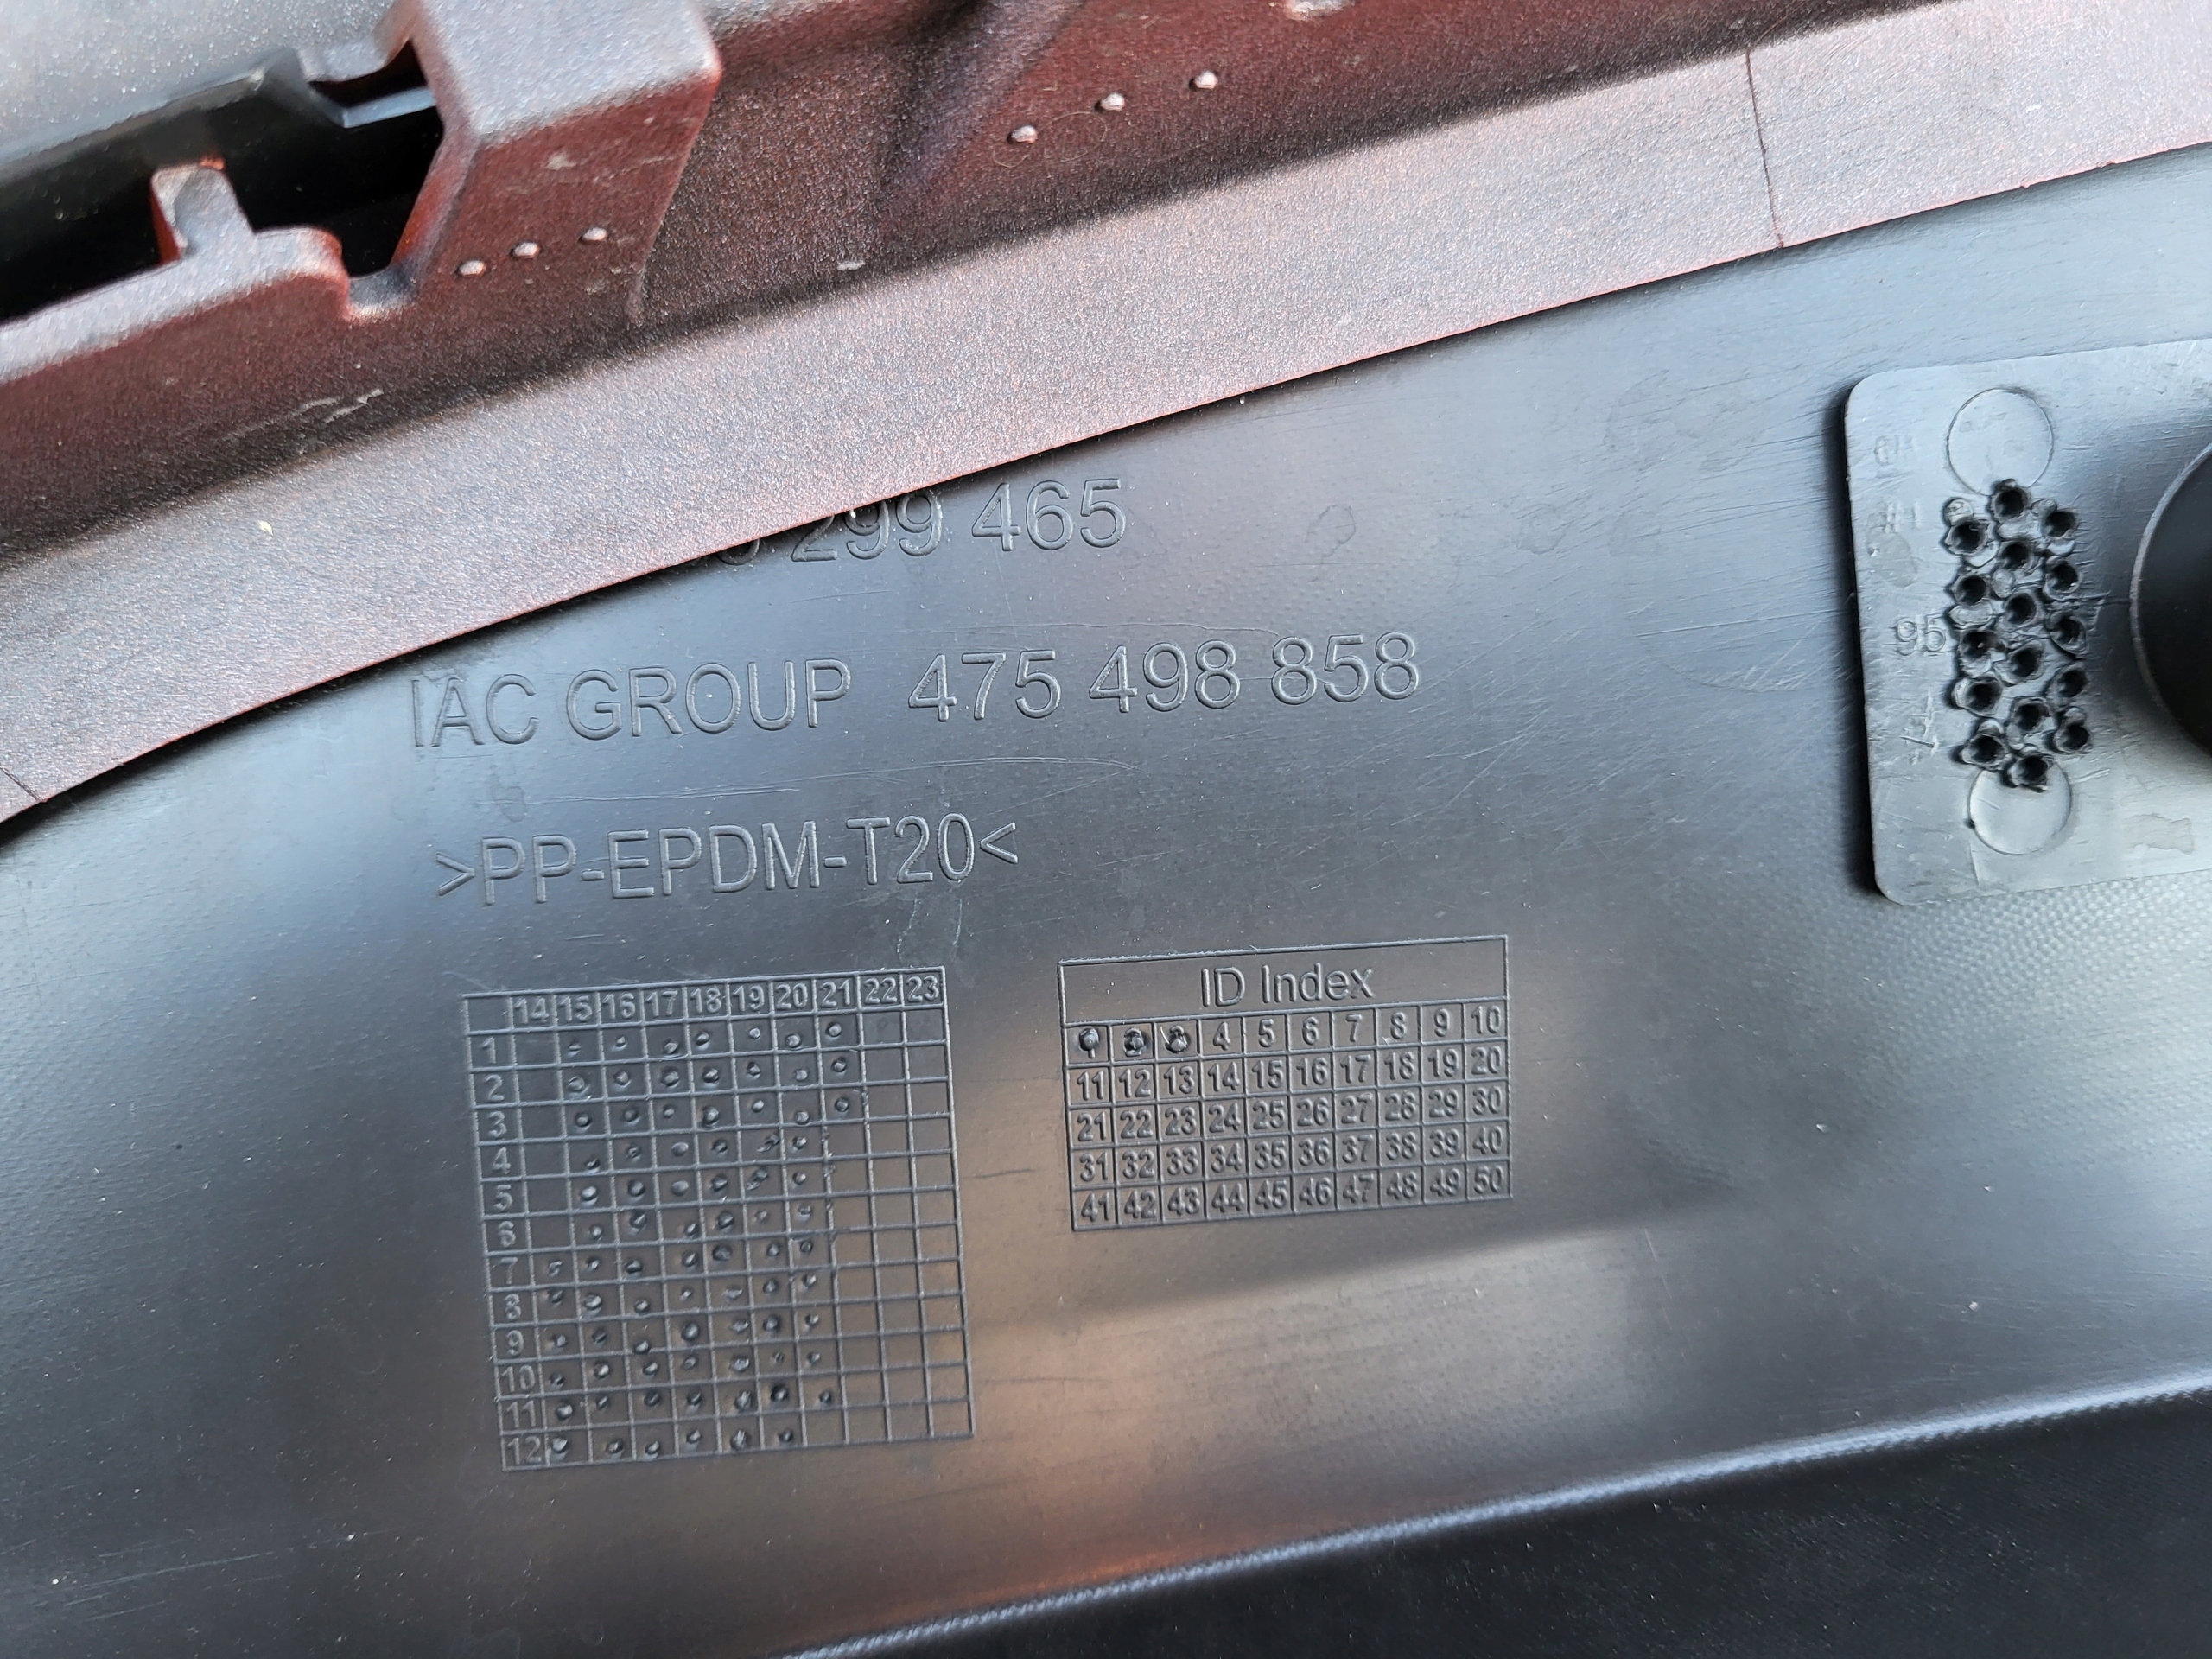 299 465
IAC GROUP 475 498 858
>PP-EPDM-T20<
14 15 16 17 18 19 20 21 22 23
1
2
3
4
5
6
7
8
9
10
11
12
ID Index
4 5 6 7 8 9 10
11 12 13 14 15 16 17 18 19 20
21 22 23 24 25 26 27 28 29 30
31 32 33 34 35 36 37 38 39 40
41 42 43 44 45 46 47 48 49 50
95